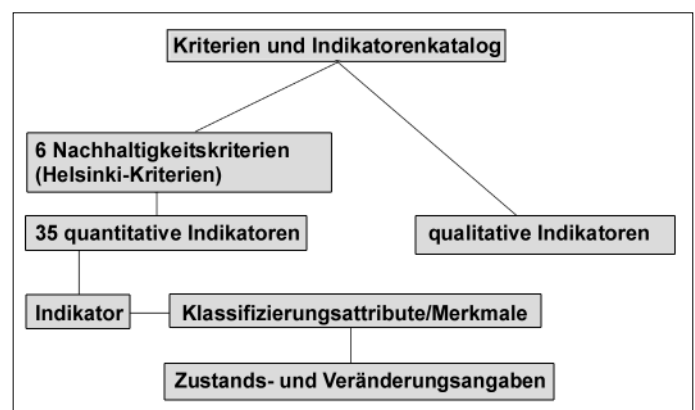 Kriterien und Indikatorenkatalog
6 Nachhaltigkeitskriterien
(Helsinki-Kriterien)
35 quantitative Indikatoren
qualitative Indikatoren
Indikator
Klassifizierungsattribute/Merkmale
Zustands- und Veränderungsangaben